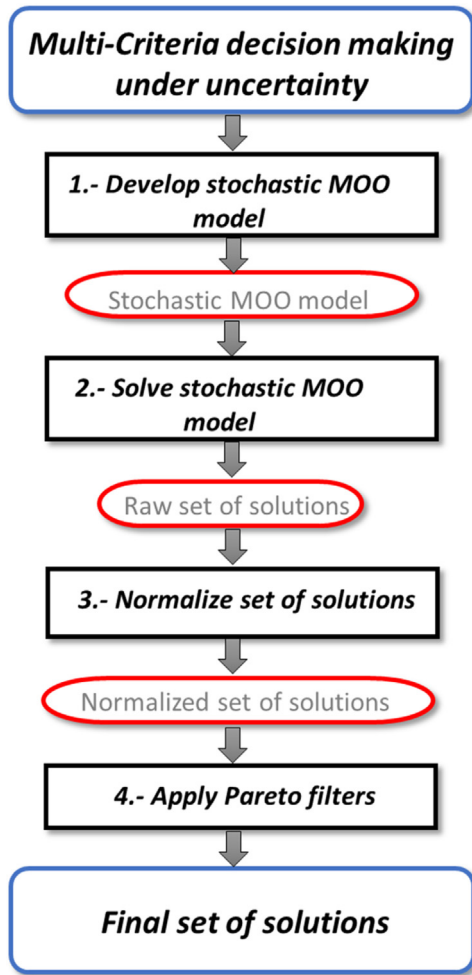 Multi-Criteria decision making
under uncertainty
1.- Develop stochastic MOO
model
Stochastic MOO model
2.- Solve stochastic MOO
model
Raw set of solutions
3.- Normalize set of solutions
Normalized set of solutions
4.- Apply Pareto filters
Final set of solutions